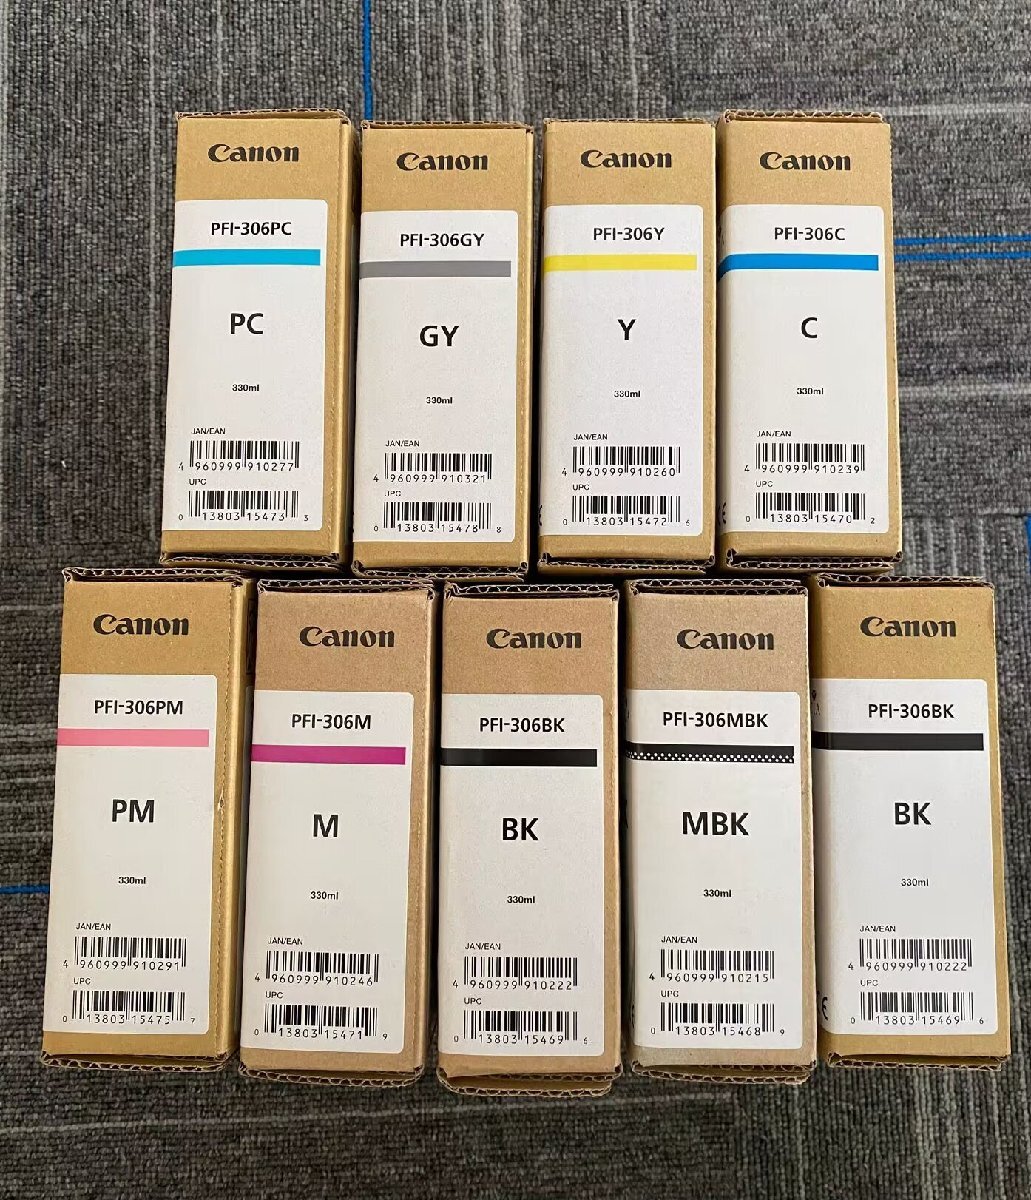 Canon
PFI-306PC
PC
330ml
JAN/EAN
4 960999 910277
UPC
0 13803 15473 3
Canon
PFI-306GY
GY
330ml
JAN/EAN
4 960999 910321
UPC
0 13803 15478 8
Canon
PFI-306Y
Y
330ml
JAN/EAN
4 960999 910260
UPC
0 13803 15472 6
Canon
PFI-306C
C
330ml
JAN/EAN
4 960999 910239
UPC
0 13803 15470 2
Canon
PFI-306PM
PM
330ml
JAN/EAN
4 960999 910291
UPC
0 13803 15475 7
Canon
PFI-306M
M
330ml
JAN/EAN
4 960999 910246
UPC
0 13803 15471 9
Canon
PFI-306BK
BK
330ml
JAN/EAN
4 960999 910222
UPC
0 13803 15469 6
Canon
PFI-306MBK
MBK
330ml
JAN/EAN
4 960999 910215
UPC
0 13803 15468 9
Canon
PFI-306BK
BK
330ml
JAN/EAN
4 960999 910222
UPC
0 13803 15469 6